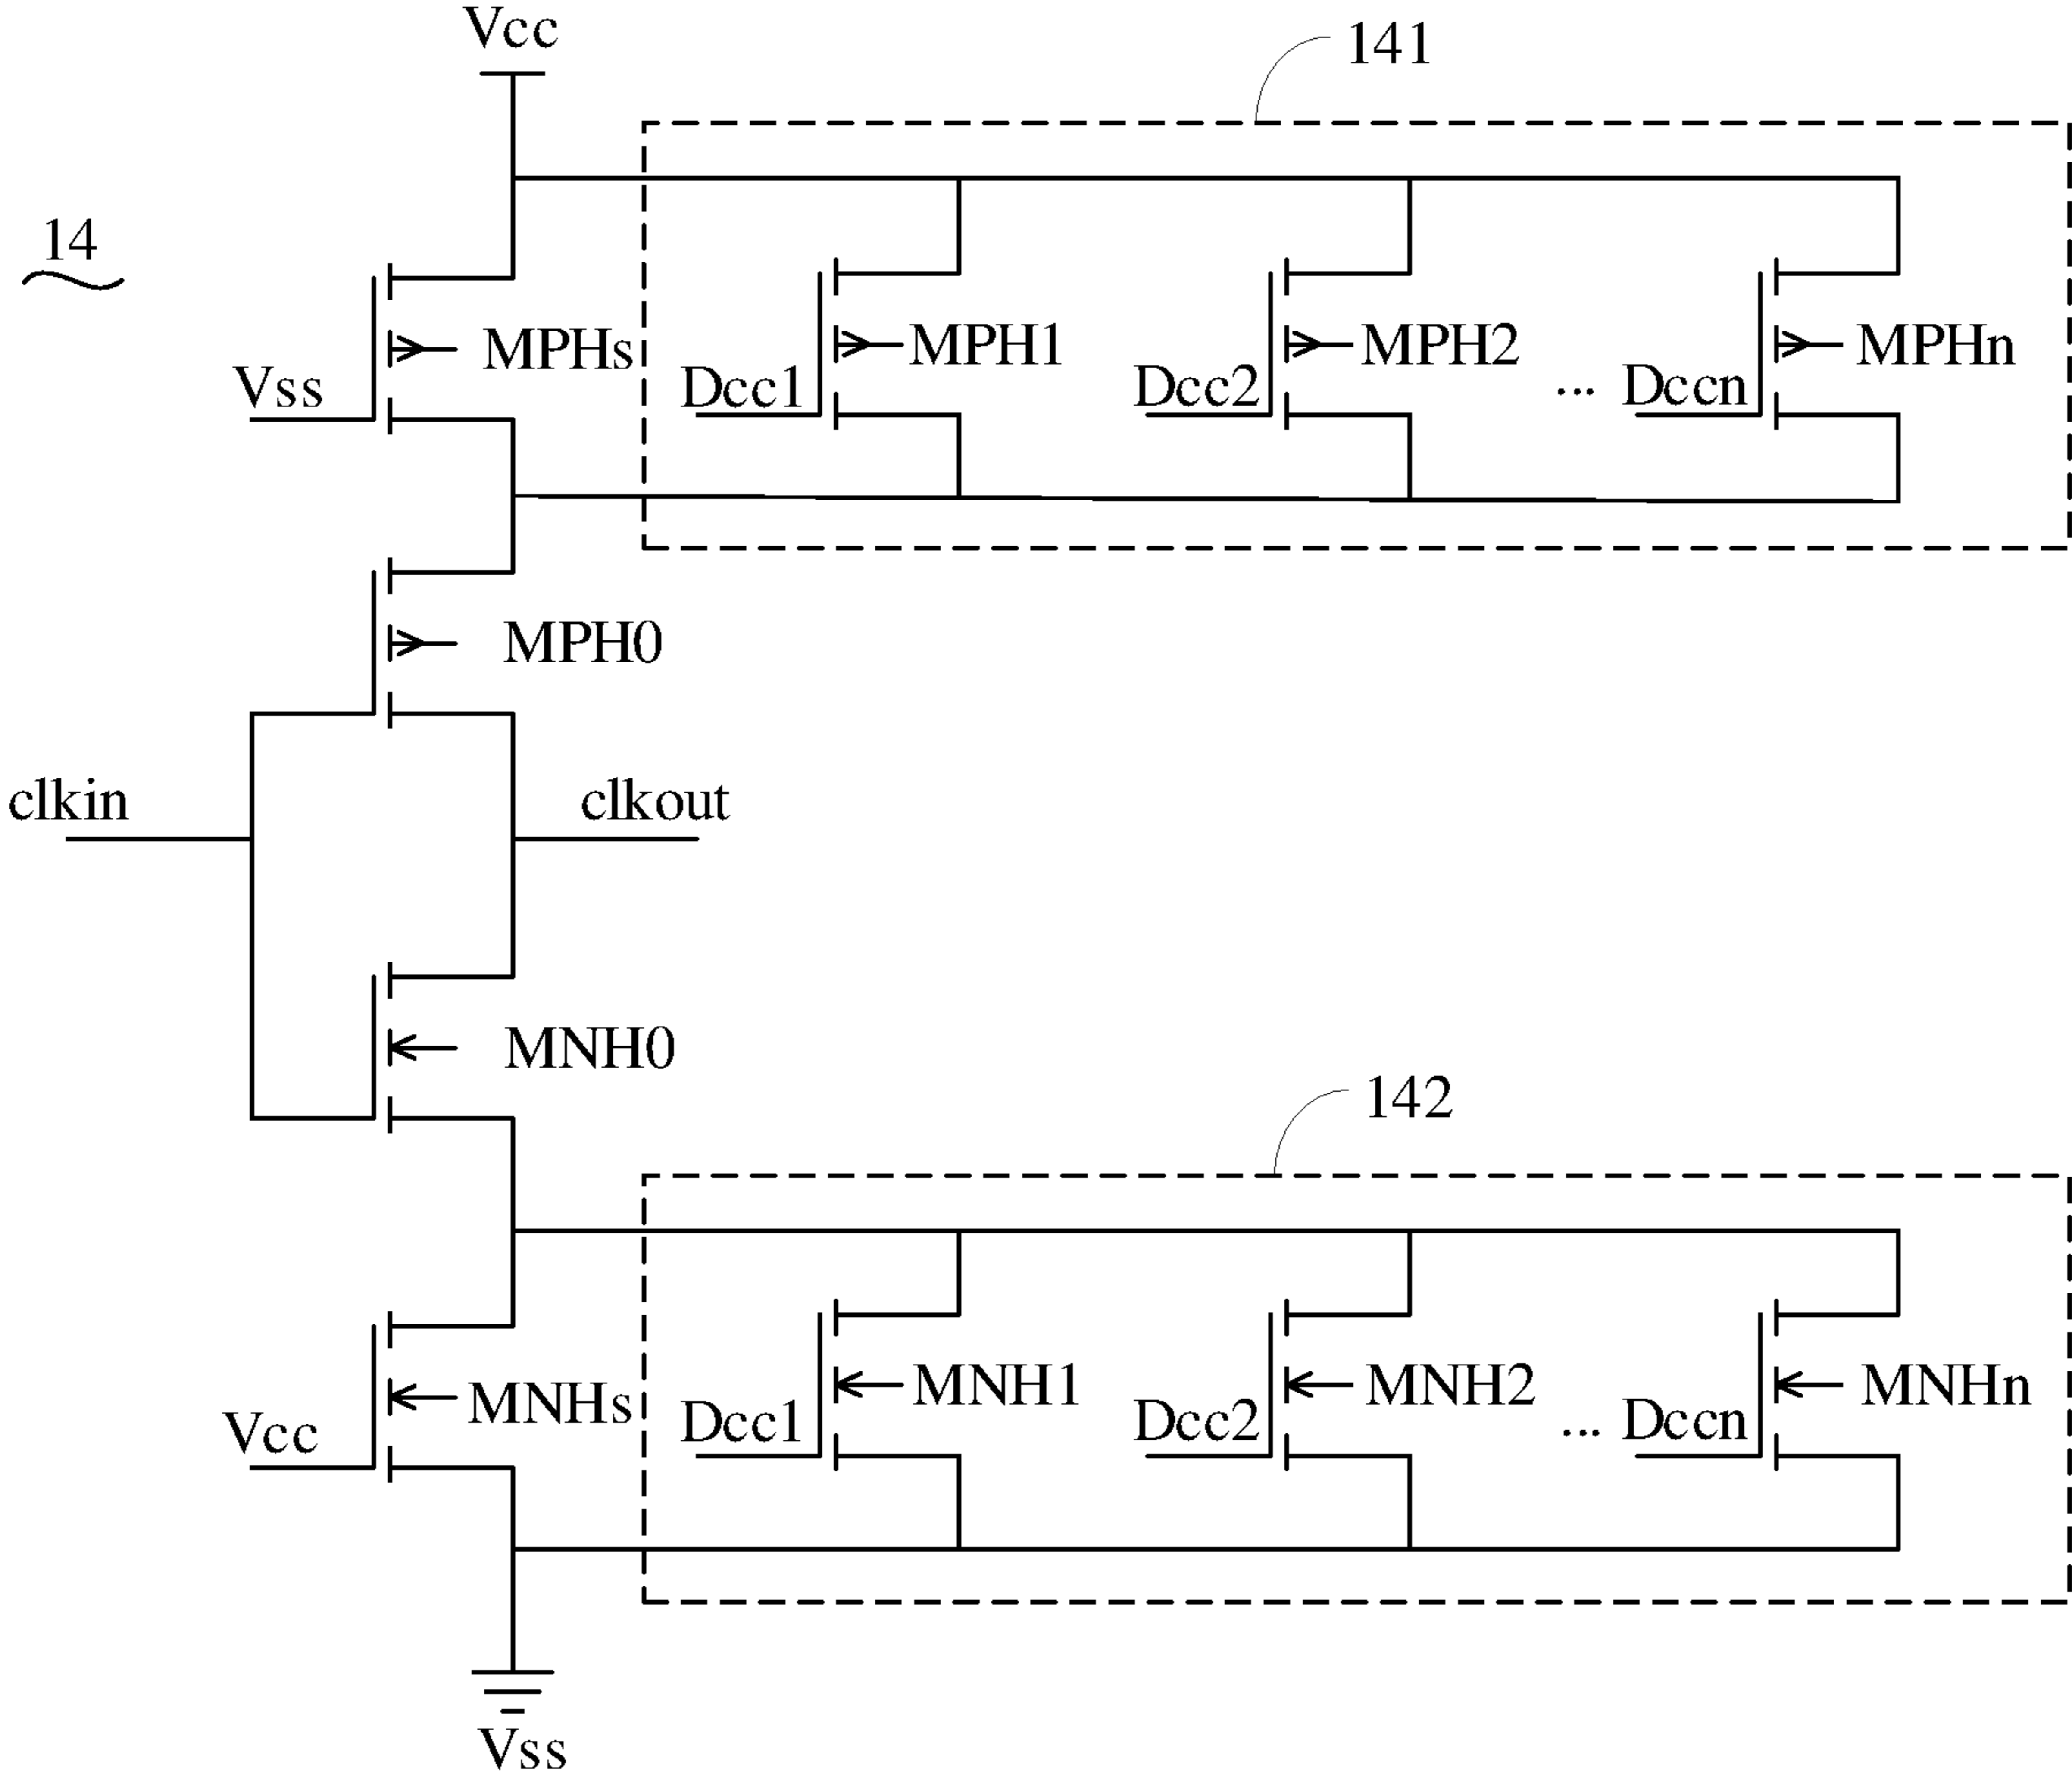 Vcc
141
14
MPHs
MPH1
MPH2
MPHn
Vss
Dcc1
Dcc2
... Dccn
MPH0
clkin
clkout
MNH0
142
MNHs
MNH1
MNH2
MNHn
Vcc
Dcc1
Dcc2
... Dccn
Vss